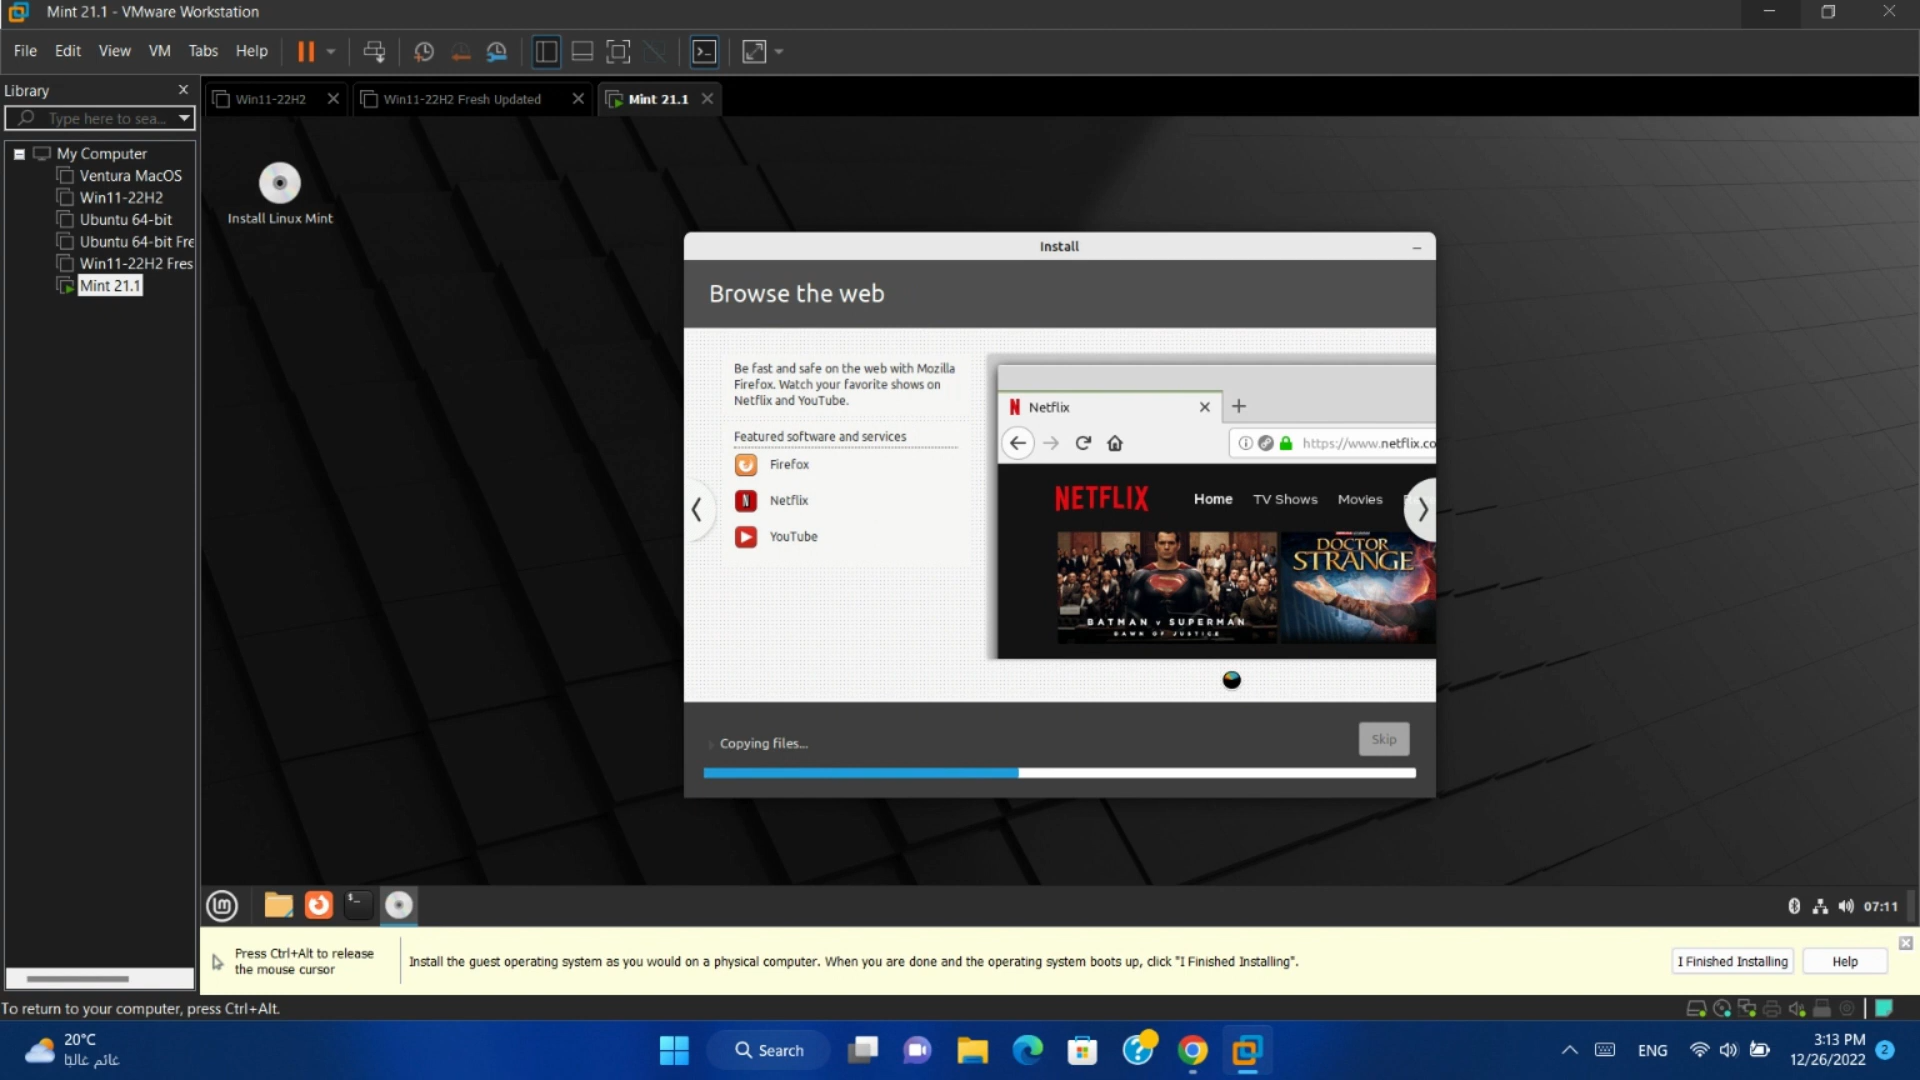 Mint 21.1 - VMware Workstation
File Edit View VM Tabs Help
Library
Type here to sea...
My Computer
Ventura MacOS
Win11-22H2
Ubuntu 64-bit
Ubuntu 64-bit Fre
Win11-22H2 Fres
Mint 21.1
Win11-22H2
Win11-22H2 Fresh Updated
Mint 21.1
Install Linux Mint
Install
Browse the web
Be fast and safe on the web with Mozilla
Firefox. Watch your favorite shows on
Netflix and YouTube.
Featured software and services
Firefox
Netflix
YouTube
Netflix
https://www.netflix.co
NETFLIX Home TV Shows Movies
BATMAN v SUPERMAN
DAWN OF JUSTICE
DOCTOR
STRANGE
Copying files...
Skip
07:11
Press Ctrl+Alt to release
the mouse cursor
Install the guest operating system as you would on a physical computer. When you are done and the operating system boots up, click "I Finished Installing".
I Finished Installing
Help
To return to your computer, press Ctrl+Alt.
20°C
غائم غالبًا
Search
ENG
3:13 PM
12/26/2022
2